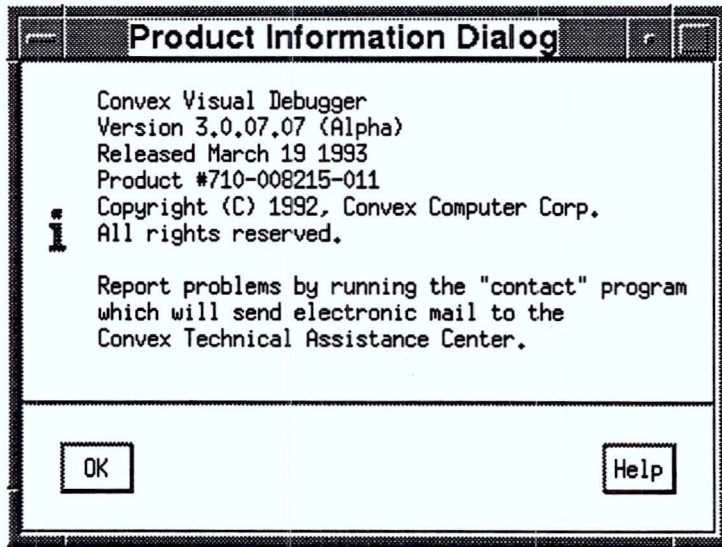 Product Information Dialog
Convex Visual Debugger
Version 3.0.07.07 (Alpha)
Released March 19 1993
Product #710-008215-011
Copyright (C) 1992, Convex Computer Corp.
All rights reserved.
Report problems by running the "contact" program
which will send electronic mail to the
Convex Technical Assistance Center.
OK
Help